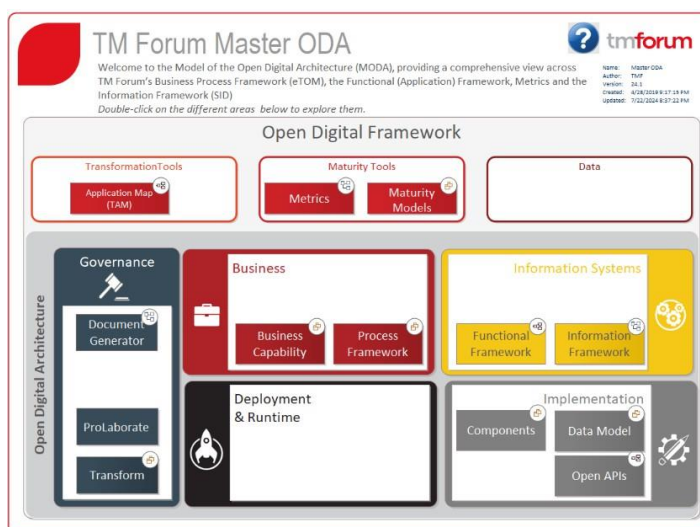 TM Forum Master ODA
Welcome to the Model of the Open Digital Architecture (MODA), providing a comprehensive view across
TM Forum's Business Process Framework (eTOM), the Functional (Application) Framework, Metrics and the
Information Framework (SID)
Double-click on the different areas below to explore them.
?
tmforum
Name: Master ODA
Author: TMF
Version: 24.1
Created: 4/28/2019 9:17:19 PM
Updated: 7/22/2024 8:37:22 PM
Open Digital Framework
TransformationTools
Application Map
(TAM)
Maturity Tools
Metrics
Maturity
Models
Data
Open Digital Architecture
Governance
Document
Generator
ProLaborate
Transform
Business
Business
Capability
Process
Framework
Information Systems
Functional
Framework
Information
Framework
Deployment
& Runtime
Implementation
Components
Data Model
Open APIs